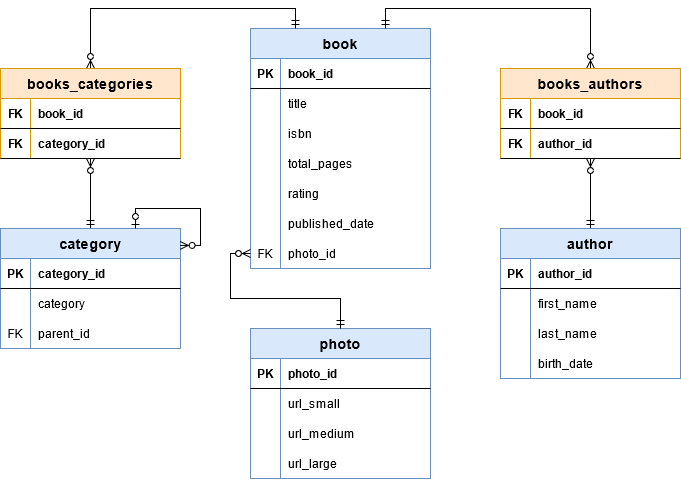 book
PK book_id
title
isbn
total_pages
rating
published_date
FK photo_id
books_categories
FK book_id
FK category_id
books_authors
FK book_id
FK author_id
category
PK category_id
category
FK parent_id
author
PK author_id
first_name
last_name
birth_date
photo
PK photo_id
url_small
url_medium
url_large